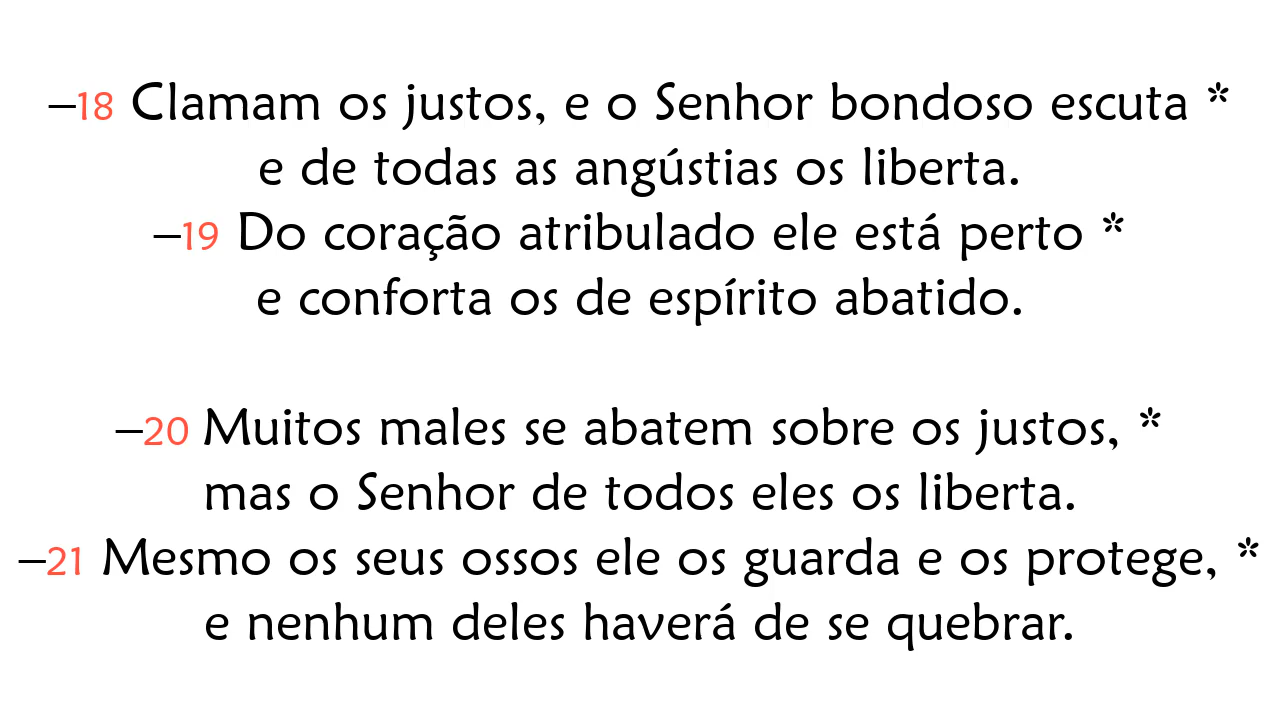 –18 Clamam os justos, e o Senhor bondoso escuta *
e de todas as angústias os liberta.
–19 Do coração atribulado ele está perto *
e conforta os de espírito abatido.
–20 Muitos males se abatem sobre os justos, *
mas o Senhor de todos eles os liberta.
–21 Mesmo os seus ossos ele os guarda e os protege, *
e nenhum deles haverá de se quebrar.